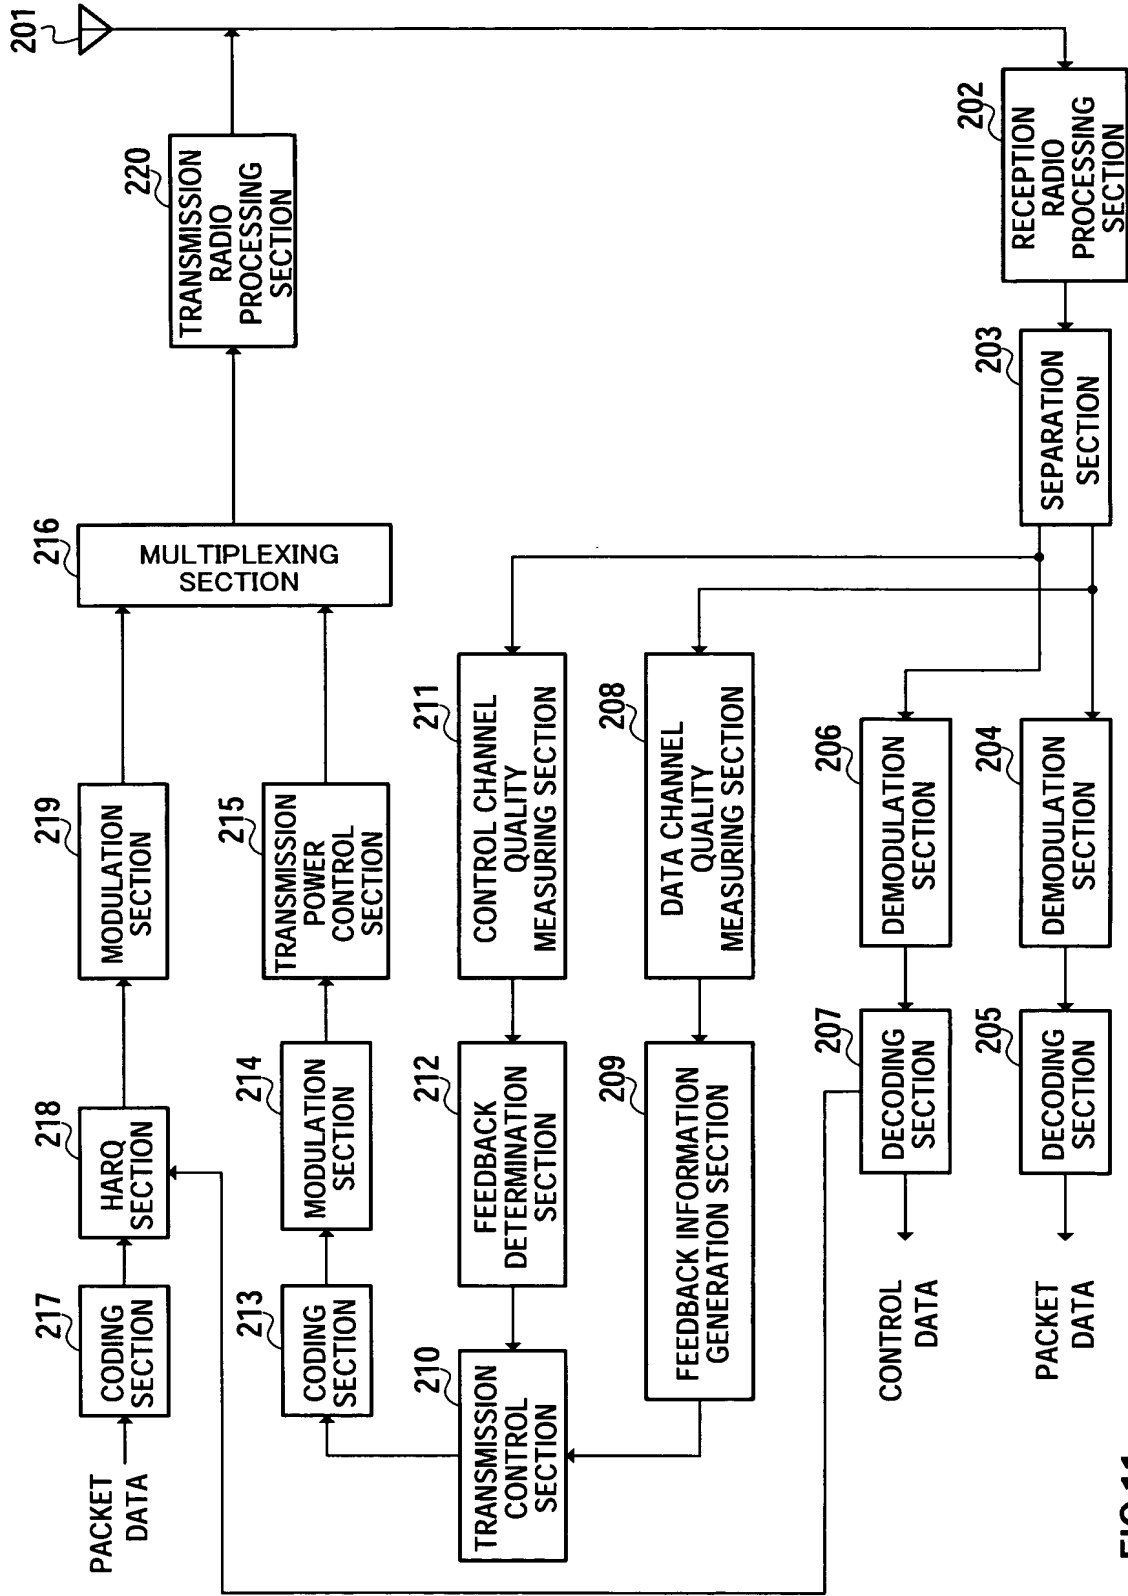 201
220
TRANSMISSION
RADIO
PROCESSING
SECTION
202
RECEPTION
RADIO
PROCESSING
SECTION
203
SEPARATION
SECTION
216
MULTIPLEXING
SECTION
219
MODULATION
SECTION
215
TRANSMISSION
POWER
CONTROL
SECTION
211
CONTROL CHANNEL
QUALITY
MEASURING SECTION
208
DATA CHANNEL
QUALITY
MEASURING SECTION
206
DEMODULATION
SECTION
204
DEMODULATION
SECTION
218
HARQ
SECTION
214
MODULATION
SECTION
212
FEEDBACK
DETERMINATION
SECTION
209
FEEDBACK INFORMATION
GENERATION SECTION
207
DECODING
SECTION
205
DECODING
SECTION
217
CODING
SECTION
213
CODING
SECTION
210
TRANSMISSION
CONTROL
SECTION
CONTROL
DATA
PACKET
DATA
PACKET
DATA
FIG.11